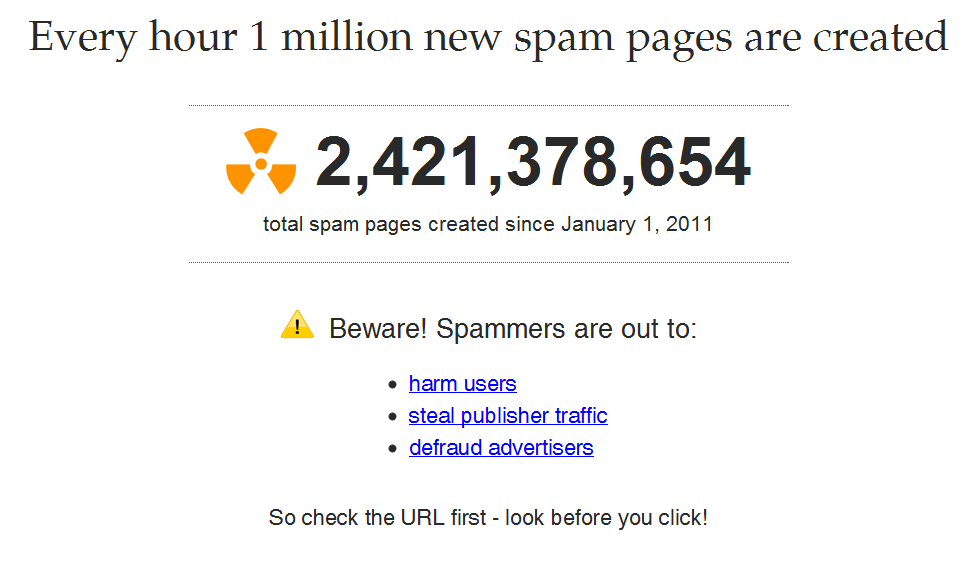 Every hour 1 million new spam pages are created
2,421,378,654
total spam pages created since January 1, 2011
Beware! Spammers are out to:
• harm users
• steal publisher traffic
• defraud advertisers
So check the URL first - look before you click!